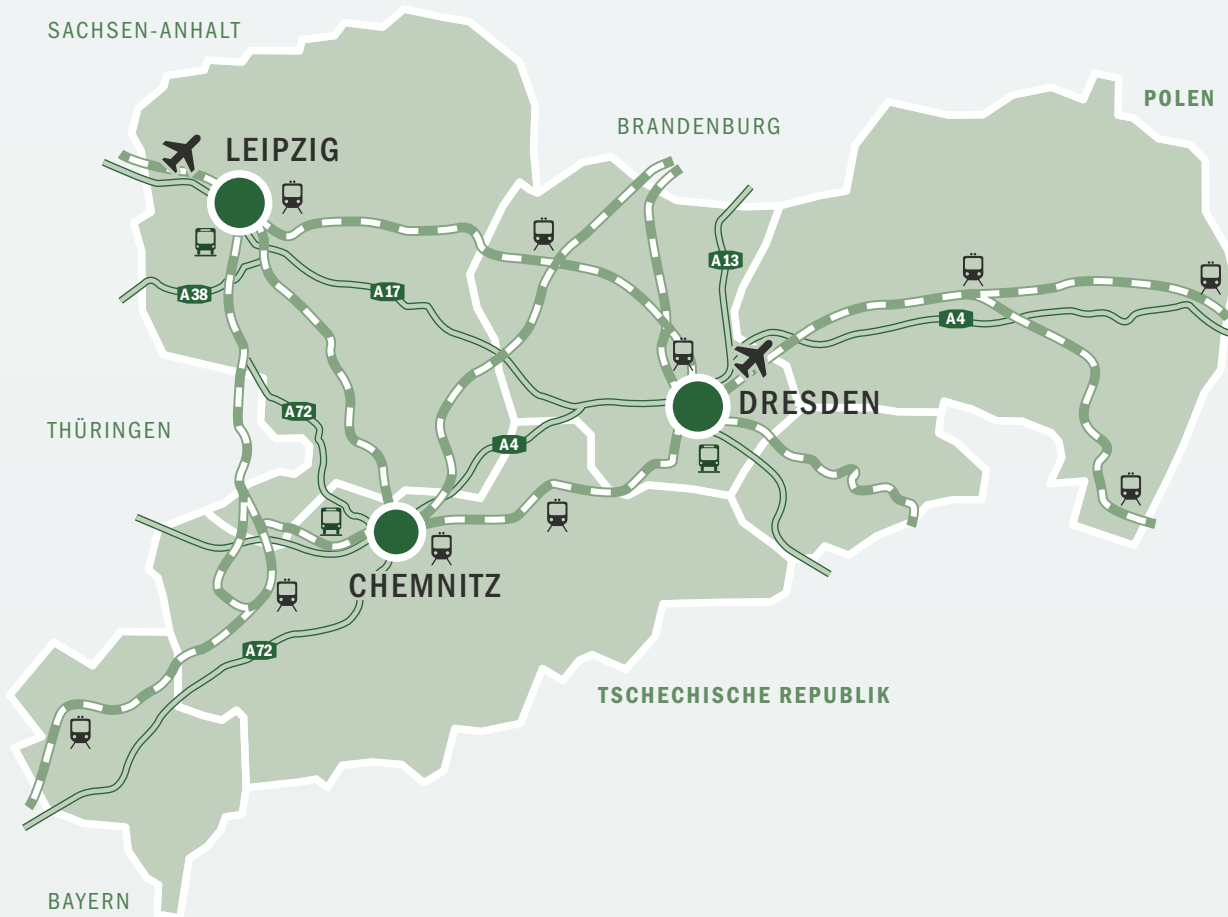 SACHSEN-ANHALT
POLEN
BRANDENBURG
LEIPZIG
A13
A38
A17
A4
DRESDEN
A72
THÜRINGEN
A4
CHEMNITZ
A72
TSCHECHISCHE REPUBLIK
BAYERN